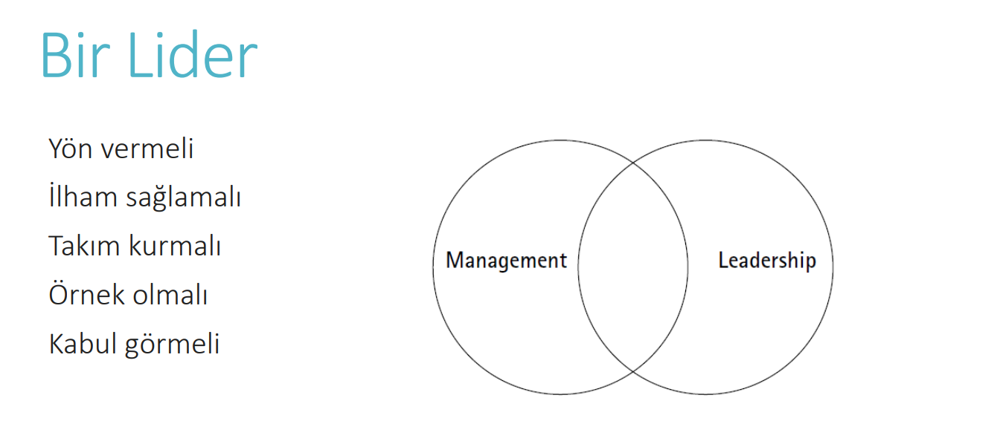 Bir Lider
Yön vermeli
İlham sağlamalı
Takım kurmalı
Örnek olmalı
Kabul görmeli
Management
Leadership